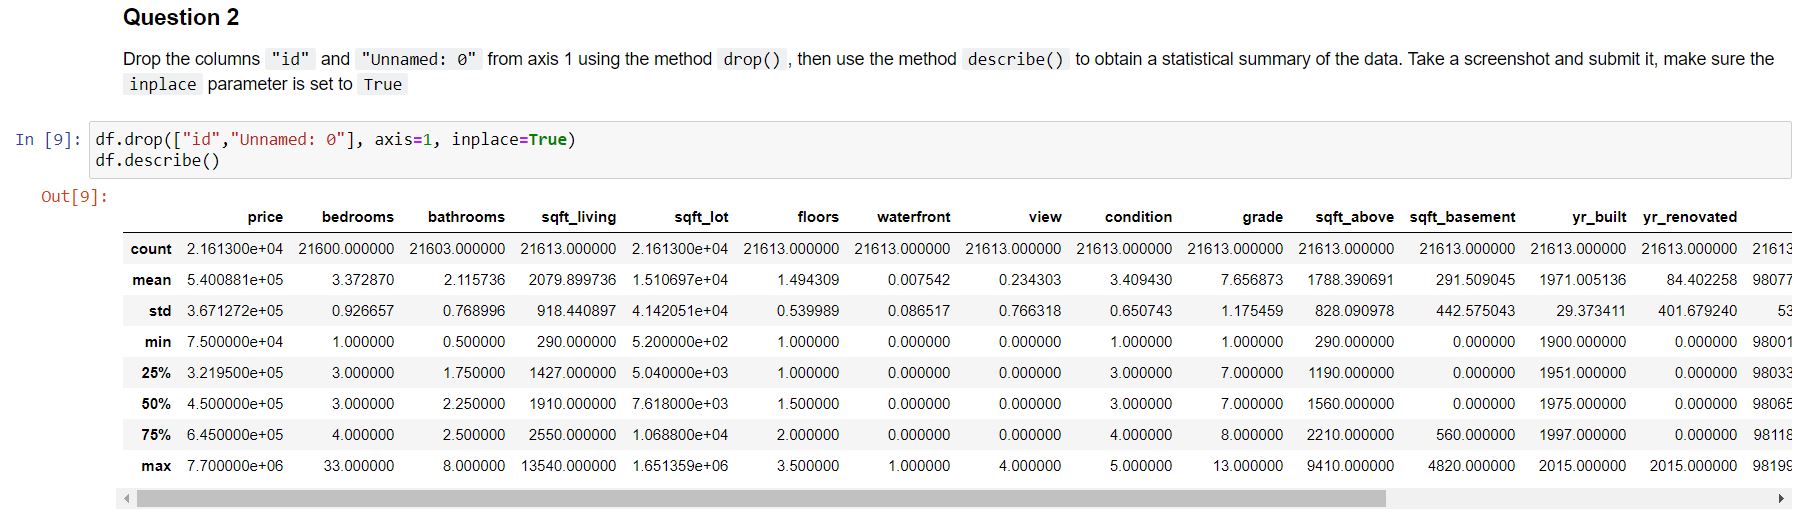 Question 2
Drop the columns "id" and "Unnamed: 0" from axis 1 using the method drop() , then use the method describe() to obtain a statistical summary of the data. Take a screenshot and submit it, make sure the
inplace parameter is set to True
In [9]: df.drop(["id","Unnamed: 0"], axis=1, inplace=True)
df.describe()
Out[9]:
price bedrooms bathrooms sqft_living sqft_lot floors waterfront view condition grade sqft_above sqft_basement yr_built yr_renovated
count 2.161300e+04 21600.000000 21603.000000 21613.000000 2.161300e+04 21613.000000 21613.000000 21613.000000 21613.000000 21613.000000 21613.000000 21613.000000 21613.000000 21613.000000 21613
mean 5.400881e+05 3.372870 2.115736 2079.899736 1.510697e+04 1.494309 0.007542 0.234303 3.409430 7.656873 1788.390691 291.509045 1971.005136 84.402258 98077
std 3.671272e+05 0.926657 0.768996 918.440897 4.142051e+04 0.539989 0.086517 0.766318 0.650743 1.175459 828.090978 442.575043 29.373411 401.679240 53
min 7.500000e+04 1.000000 0.500000 290.000000 5.200000e+02 1.000000 0.000000 0.000000 1.000000 1.000000 290.000000 0.000000 1900.000000 0.000000 98001
25% 3.219500e+05 3.000000 1.750000 1427.000000 5.040000e+03 1.000000 0.000000 0.000000 3.000000 7.000000 1190.000000 0.000000 1951.000000 0.000000 98033
50% 4.500000e+05 3.000000 2.250000 1910.000000 7.618000e+03 1.500000 0.000000 0.000000 3.000000 7.000000 1560.000000 0.000000 1975.000000 0.000000 98065
75% 6.450000e+05 4.000000 2.500000 2550.000000 1.068800e+04 2.000000 0.000000 0.000000 4.000000 8.000000 2210.000000 560.000000 1997.000000 0.000000 98118
max 7.700000e+06 33.000000 8.000000 13540.000000 1.651359e+06 3.500000 1.000000 4.000000 5.000000 13.000000 9410.000000 4820.000000 2015.000000 2015.000000 98199